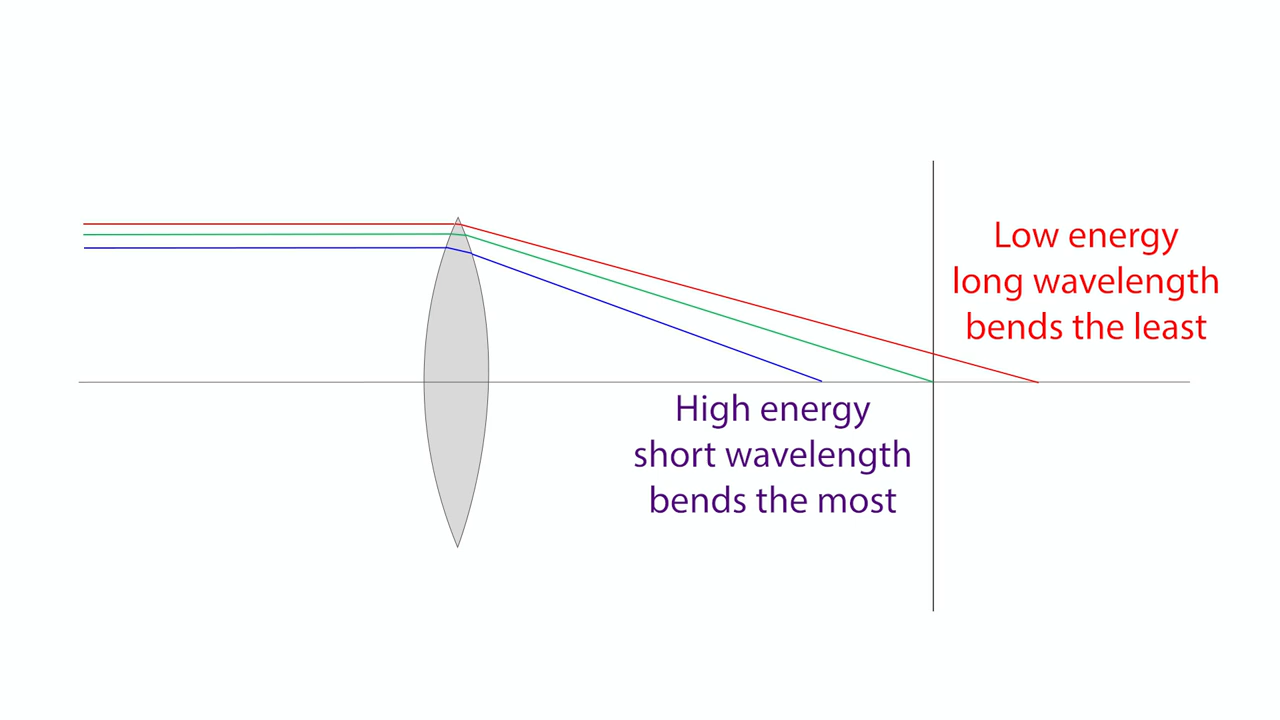 Low energy
long wavelength
bends the least
High energy
short wavelength
bends the most